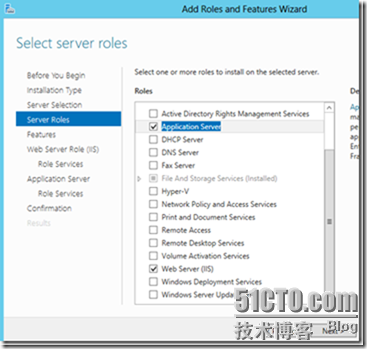 Add Roles and Features Wizard
Select server roles
Before You Begin
Installation Type
Server Selection
Server Roles
Features
Web Server Role (IIS)
Role Services
Application Server
Role Services
Confirmation
Results
Select one or more roles to install on the selected server.
Roles
Active Directory Rights Management Services
Application Server
DHCP Server
DNS Server
Fax Server
File And Storage Services (Installed)
Hyper-V
Network Policy and Access Services
Print and Document Services
Remote Access
Remote Desktop Services
Volume Activation Services
Web Server (IIS)
Windows Deployment Services
Windows Server Upda
51CTO.com
技术博客 Blog